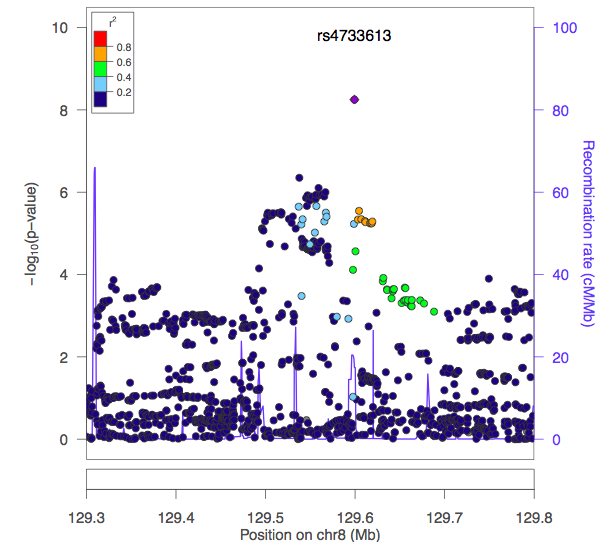 rs4733613
r²
0.8
0.6
0.4
0.2
10
8
6
4
2
0
−log₁₀(p−value)
100
80
60
40
20
0
Recombination rate (cM/Mb)
129.3 129.4 129.5 129.6 129.7 129.8
Position on chr8 (Mb)